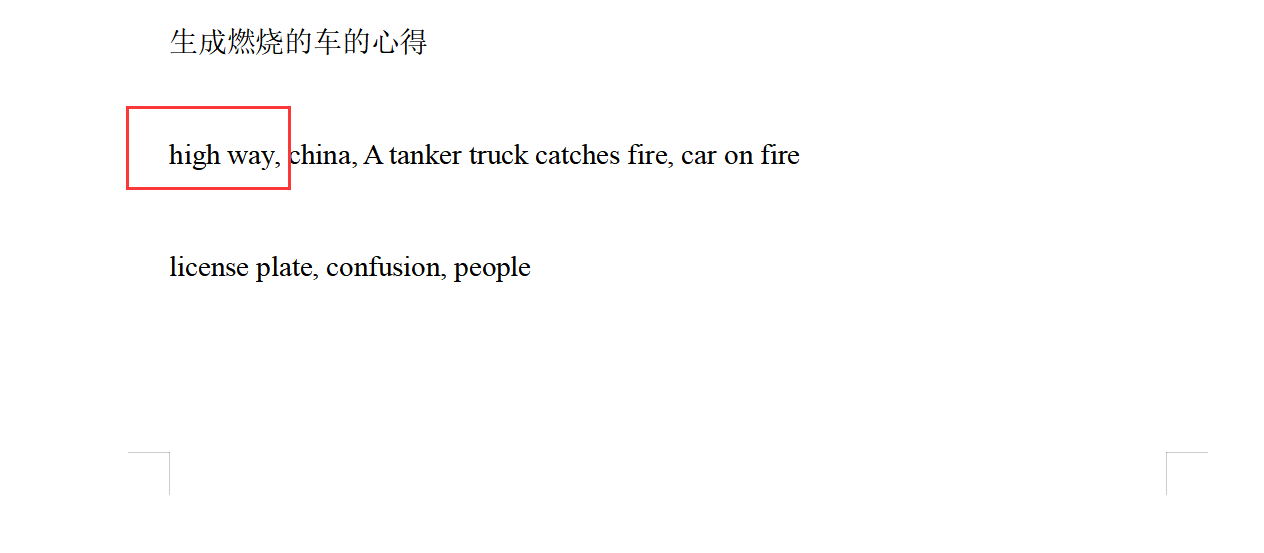 生成燃烧的车的心得
high way, china, A tanker truck catches fire, car on fire
license plate, confusion, people